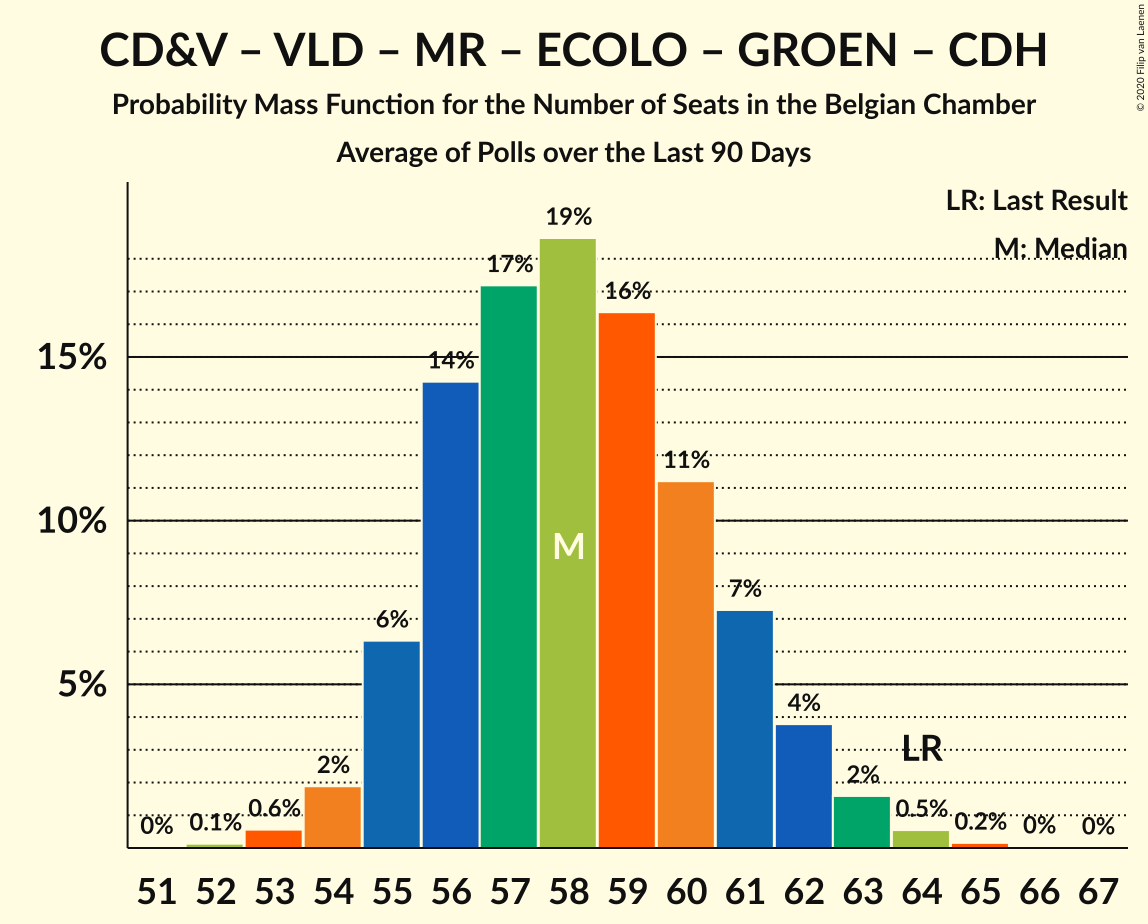 CD&V – VLD – MR – ECOLO – GROEN – CDH
Probability Mass Function for the Number of Seats in the Belgian Chamber
Average of Polls over the Last 90 Days
© 2020 Filip van Laenen
LR: Last Result
M: Median
15%
10%
5%
0%
0.1%
0.6%
2%
6%
14%
17%
19%
16%
11%
7%
4%
2%
0.5%
0.2%
0%
0%
M
LR
51 52 53 54 55 56 57 58 59 60 61 62 63 64 65 66 67